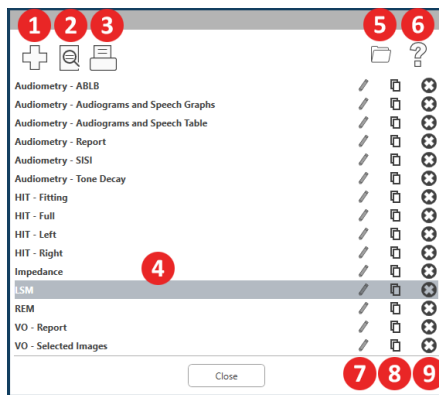 1 2 3 5 6
Audiometry - ABLB
Audiometry - Audiograms and Speech Graphs
Audiometry - Audiograms and Speech Table
Audiometry - Report
Audiometry - SISI
Audiometry - Tone Decay
HIT - Fitting
HIT - Full
HIT - Left
HIT - Right
Impedance
4
LSM
REM
VO - Report
VO - Selected Images
Close
7 8 9